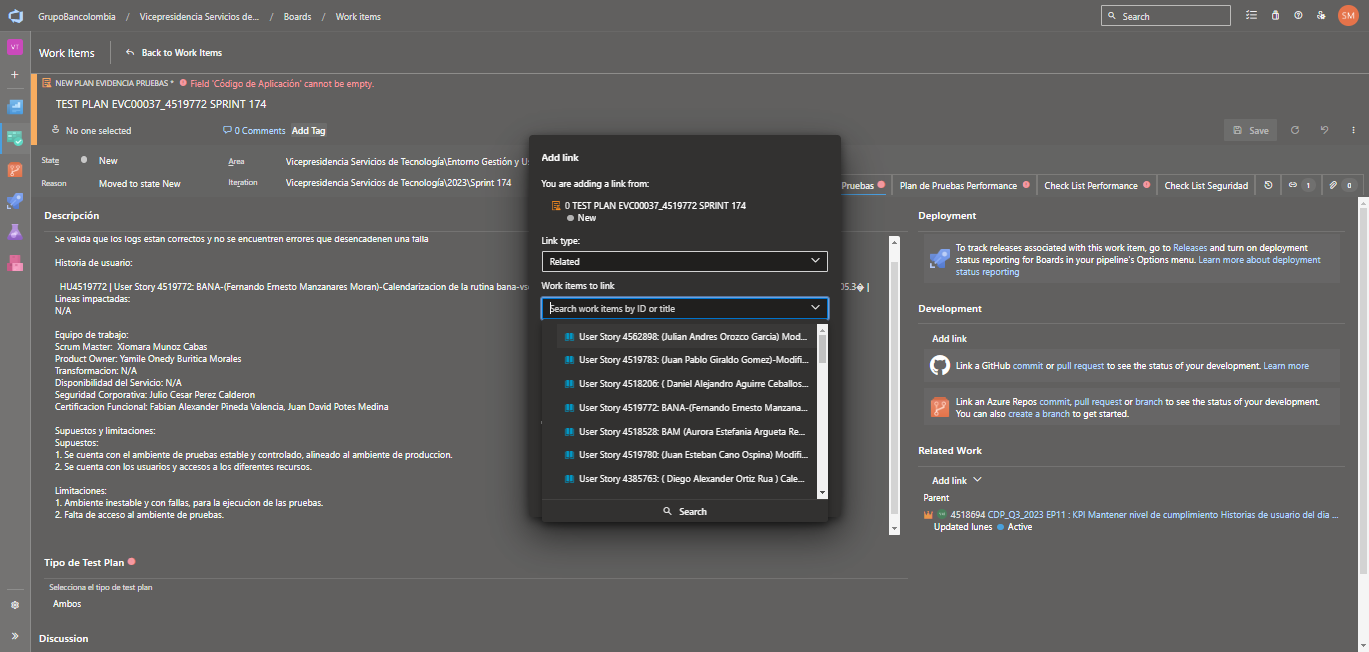 GrupoBancolombia / Vicepresidencia Servicios de... / Boards / Work items
Search
SM
VT
Work Items
Back to Work Items
NEW PLAN EVIDENCIA PRUEBAS * Field 'Código de Aplicación' cannot be empty.
TEST PLAN EVC00037_4519772 SPRINT 174
No one selected
0 Comments
Add Tag
Save
State New
Area Vicepresidencia Servicios de Tecnología\Entorno Gestión y Us
Reason Moved to state New
Iteration Vicepresidencia Servicios de Tecnología\2023\Sprint 174
Pruebas
Plan de Pruebas Performance
Check List Performance
Check List Seguridad
1
0
Descripción
Se valida que los logs estan correctos y no se encuentren errores que desencadenen una falla
Historia de usuario:
HU4519772 | User Story 4519772: BANA-(Fernando Ernesto Manzanares Moran)-Calendarizacion de la rutina bana-vs
05.3� |
Lineas impactadas:
N/A
Equipo de trabajo:
Scrum Master: Xiomara Munoz Cabas
Product Owner: Yamile Onedy Buritica Morales
Transformacion: N/A
Disponibilidad del Servicio: N/A
Seguridad Corporativa: Julio Cesar Perez Calderon
Certification Funcional: Fabian Alexander Pineda Valencia, Juan David Potes Medina
Supuestos y limitaciones:
Supuestos:
1. Se cuenta con el ambiente de pruebas estable y controlado, alineado al ambiente de produccion.
2. Se cuenta con los usuarios y accesos a los diferentes recursos.
Limitaciones:
1. Ambiente inestable y con fallas, para la ejecucion de las pruebas.
2. Falta de acceso al ambiente de pruebas.
Tipo de Test Plan
Selecciona el tipo de test plan
Ambos
Discussion
Add link
You are adding a link from:
0 TEST PLAN EVC00037_4519772 SPRINT 174
New
Link type:
Related
Work items to link
Search work items by ID or title
User Story 4562898: (Julian Andres Orozco Garcia) Mod...
User Story 4519783: (Juan Pablo Giraldo Gomez)-Modifi...
User Story 4518206: ( Daniel Alejandro Aguirre Ceballos...
User Story 4519772: BANA-(Fernando Ernesto Manzana...
User Story 4518528: BAM (Aurora Estefania Argueta Re...
User Story 4519780: (Juan Esteban Cano Ospina) Modifi...
User Story 4385763: ( Diego Alexander Ortiz Rua ) Cale...
Search
Deployment
To track releases associated with this work item, go to Releases and turn on deployment
status reporting for Boards in your pipeline's Options menu. Learn more about deployment
status reporting
Development
Add link
Link a GitHub commit or pull request to see the status of your development. Learn more
Link an Azure Repos commit, pull request or branch to see the status of your development.
You can also create a branch to get started.
Related Work
Add link
Parent
4518694 CDP_Q3_2023 EP11 : KPI Mantener nivel de cumplimiento Historias de usuario del dia ...
Updated lunes Active